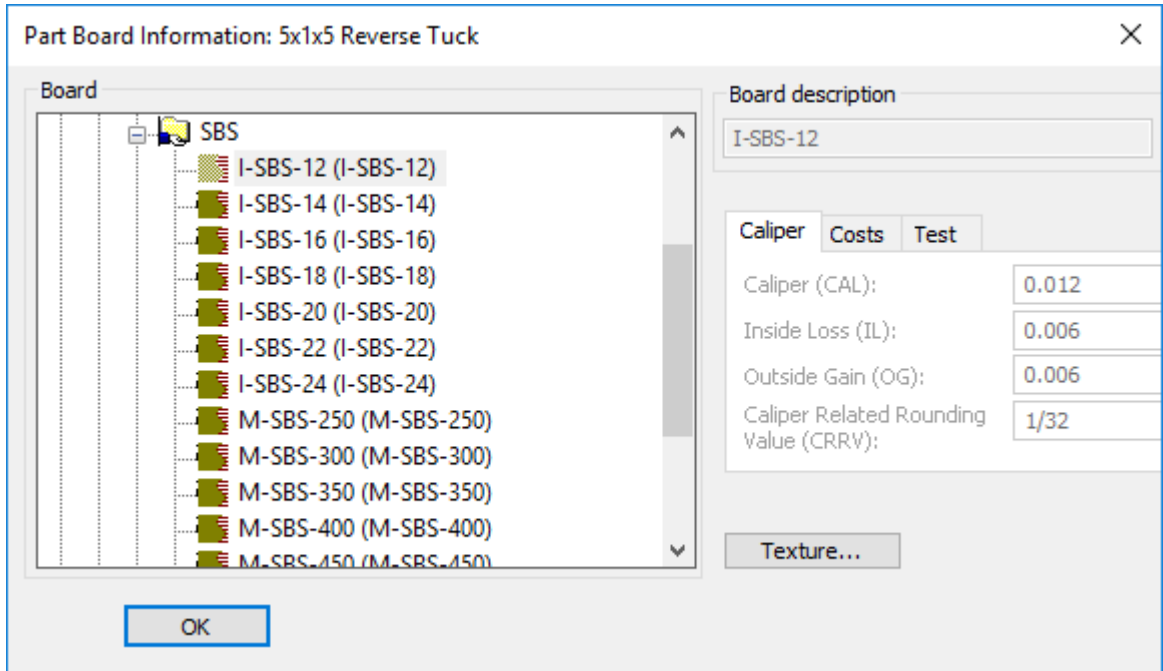 Part Board Information: 5x1x5 Reverse Tuck
Board
SBS
I-SBS-12 (I-SBS-12)
I-SBS-14 (I-SBS-14)
I-SBS-16 (I-SBS-16)
I-SBS-18 (I-SBS-18)
I-SBS-20 (I-SBS-20)
I-SBS-22 (I-SBS-22)
I-SBS-24 (I-SBS-24)
M-SBS-250 (M-SBS-250)
M-SBS-300 (M-SBS-300)
M-SBS-350 (M-SBS-350)
M-SBS-400 (M-SBS-400)
M-SBS-450 (M-SBS-450)
OK
Board description
I-SBS-12
Caliper Costs Test
Caliper (CAL): 0.012
Inside Loss (IL): 0.006
Outside Gain (OG): 0.006
Caliper Related Rounding
Value (CRRV): 1/32
Texture...